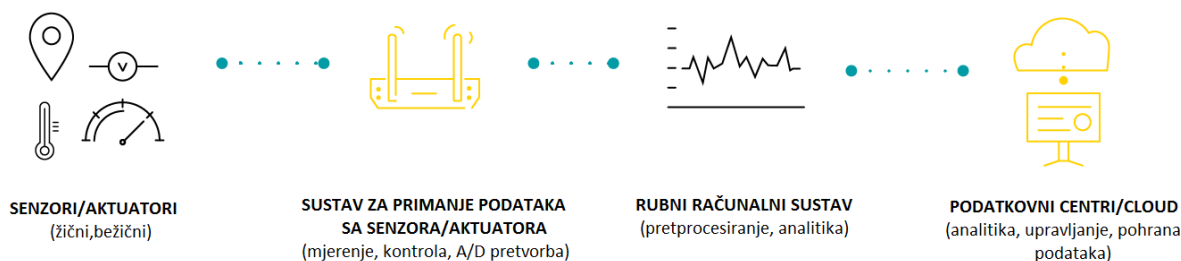 V
SENZORI/AKTUATORI
(žični,bežični)
SUSTAV ZA PRIMANJE PODATAKA
SA SENZORA/AKTUATORA
(mjerenje, kontrola, A/D pretvorba)
RUBNI RAČUNALNI SUSTAV
(pretprocesiranje, analitika)
PODATKOVNI CENTRI/CLOUD
(analitika, upravljanje, pohrana
podataka)